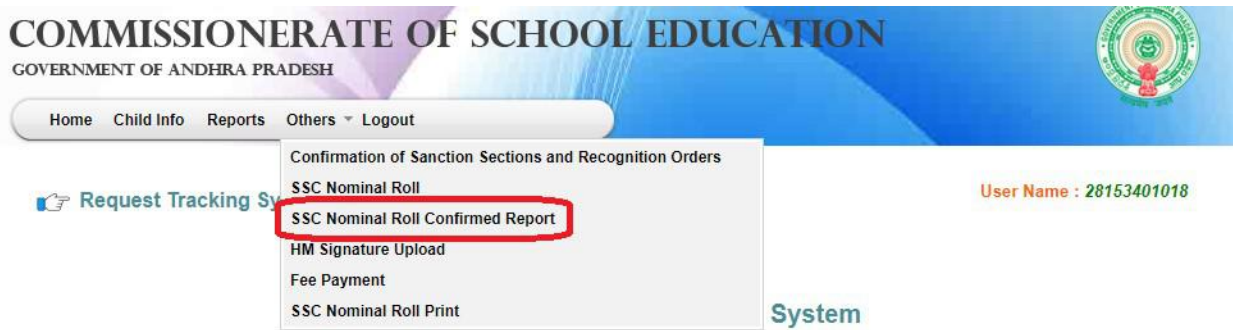 COMMISSIONERATE OF SCHOOL EDUCATION
GOVERNMENT OF ANDHRA PRADESH
Home Child Info Reports Others Logout
Confirmation of Sanction Sections and Recognition Orders
SSC Nominal Roll
Request Tracking Sy
User Name : 28153401018
SSC Nominal Roll Confirmed Report
HM Signature Upload
Fee Payment
SSC Nominal Roll Print
System